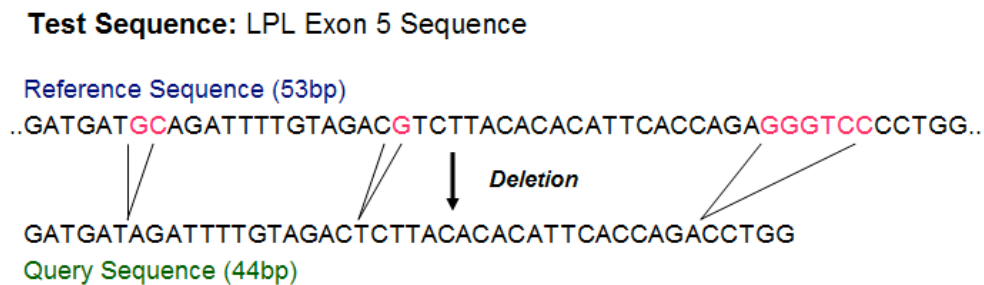 Test Sequence: LPL Exon 5 Sequence
Reference Sequence (53bp)
..GATGATGCAGATTTTGTAGACGTCTTACACACATTCACCAGAGGGTCCCCTGG..
Deletion
GATGATAGATTTTGTAGACTCTTACACACATTCACCAGACCTGG
Query Sequence (44bp)